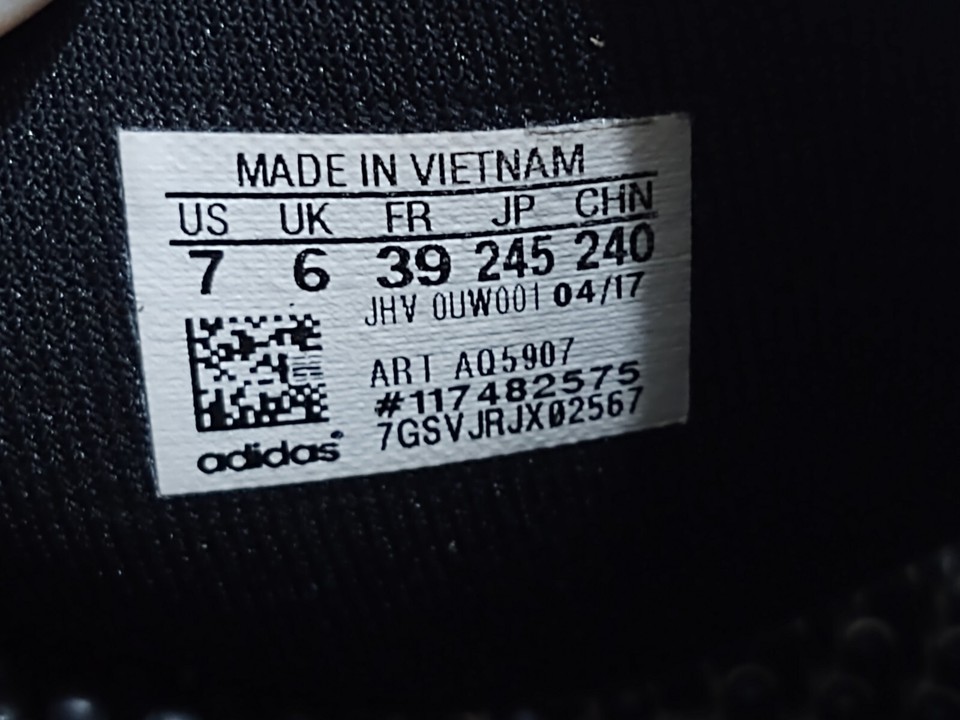 MADE IN VIETNAM
US UK FR JP CHN
7 6 39 245 240
JHV 0UW001 04/17
ART AQ5907
#117482575
7GSVJRJX02567
adidas®